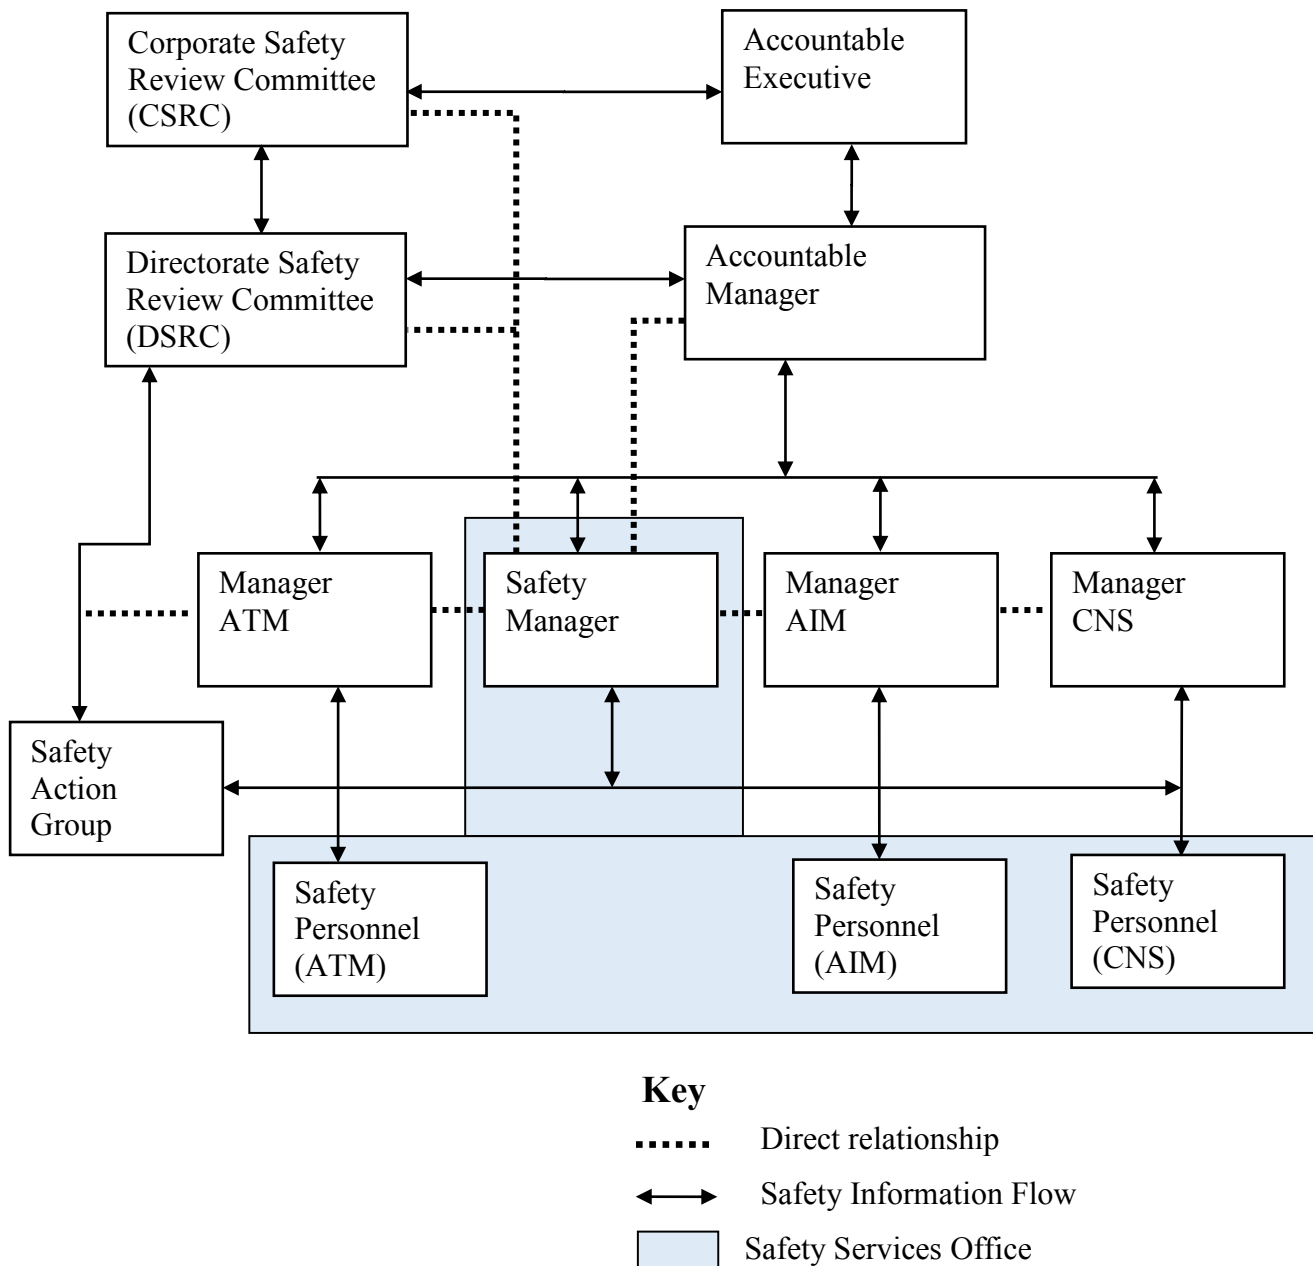 Corporate Safety
Review Committee
(CSRC)
Accountable
Executive
Directorate Safety
Review Committee
(DSRC)
Accountable
Manager
Manager
ATM
Safety
Manager
Manager
AIM
Manager
CNS
Safety
Action
Group
Safety
Personnel
(ATM)
Safety
Personnel
(AIM)
Safety
Personnel
(CNS)
Key
Direct relationship
Safety Information Flow
Safety Services Office